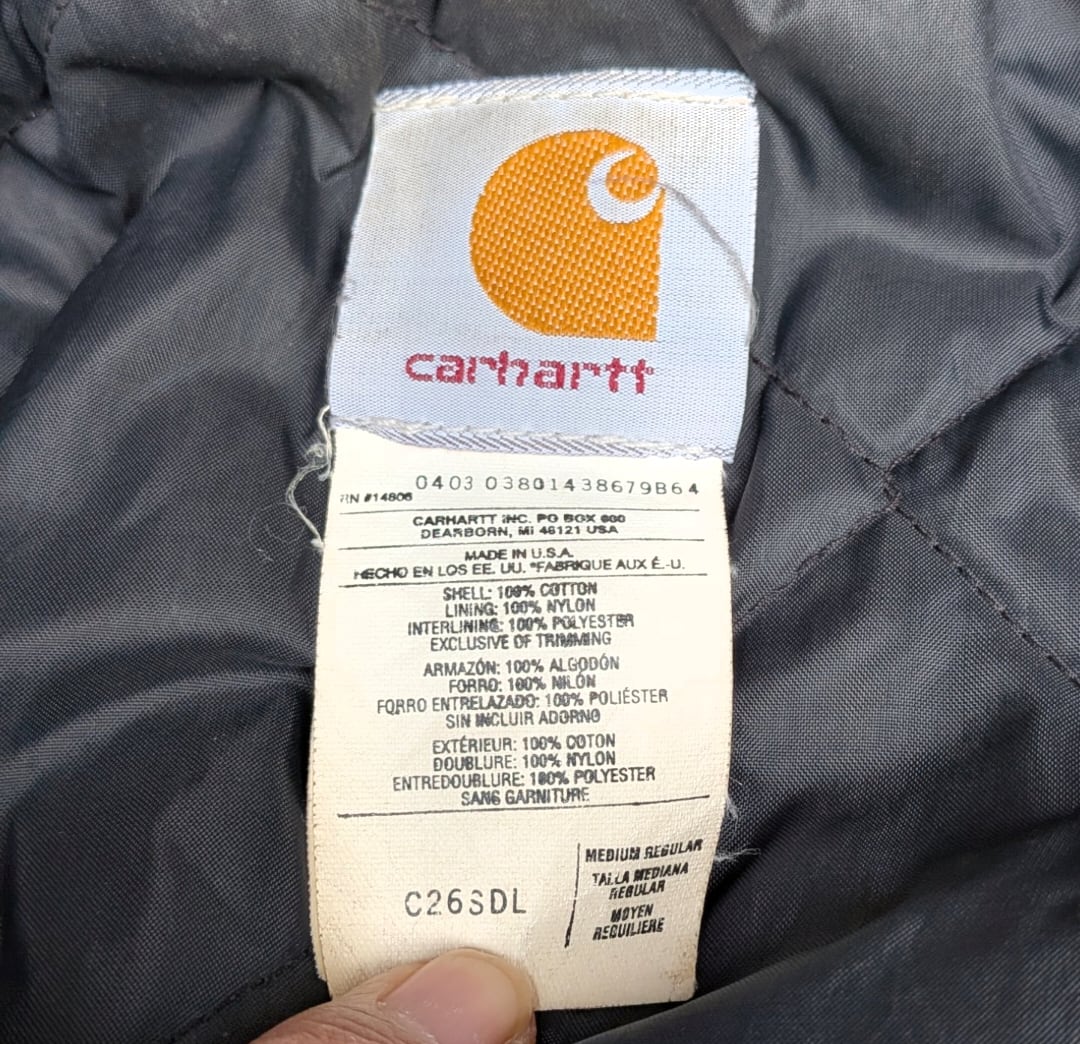 carhartt
0403 03801438679B64
RN #14806
CARHARTT INC. PO BOX 600
DEARBORN, MI 48121 USA
MADE IN U.S.A.
HECHO EN LOS EE. UU. *FABRIQUE AUX É.-U.
SHELL: 100% COTTON
LINING: 100% NYLON
INTERLINING: 100% POLYESTER
EXCLUSIVE OF TRIMMING
ARMAZÓN: 100% ALGODÓN
FORRO: 100% NILÓN
FORRO ENTRELAZADO: 100% POLIÉSTER
SIN INCLUIR ADORNO
EXTÉRIEUR: 100% COTON
DOUBLURE: 100% NYLON
ENTREDOUBLURE: 100% POLYESTER
SANS GARNITURE
C26SDL
MEDIUM REGULAR
TALLA MEDIANA
REGULAR
MOYEN
REGUILIERE